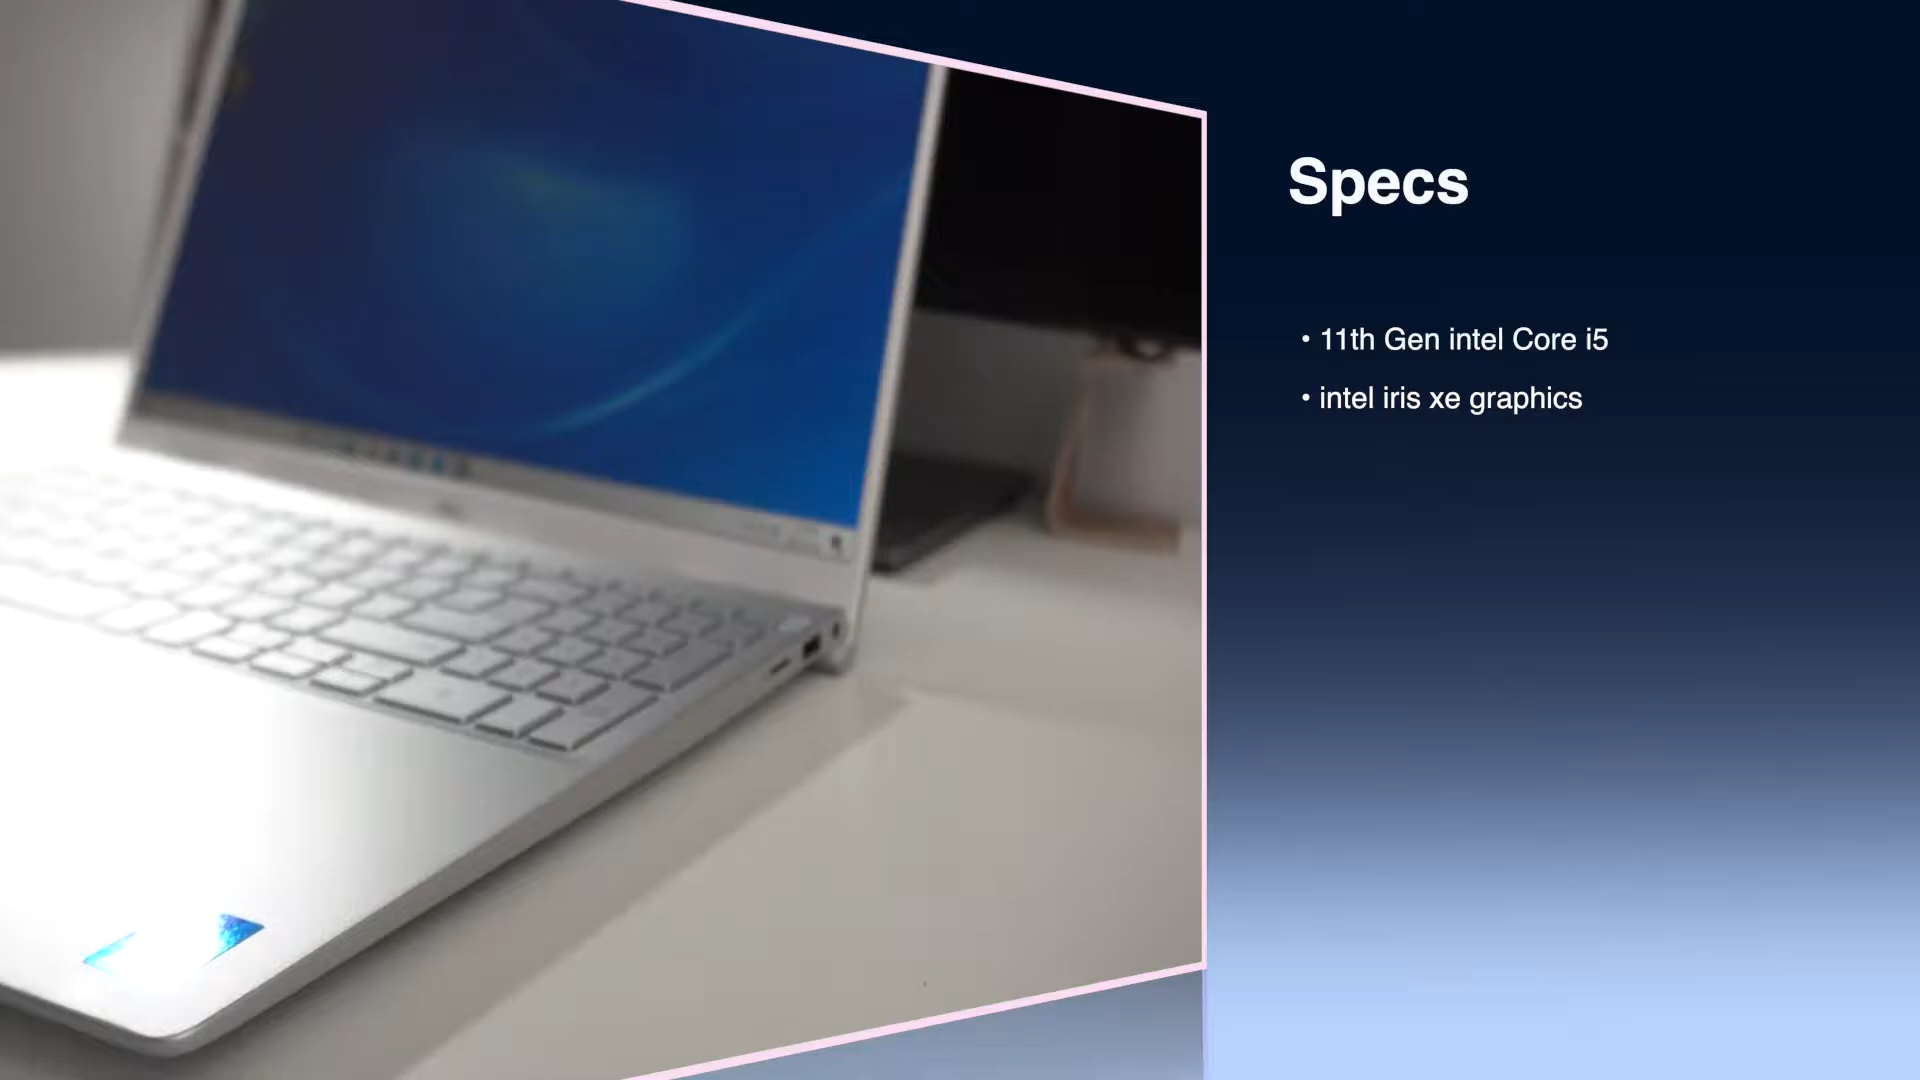 Specs
• 11th Gen intel Core i5
• intel iris xe graphics